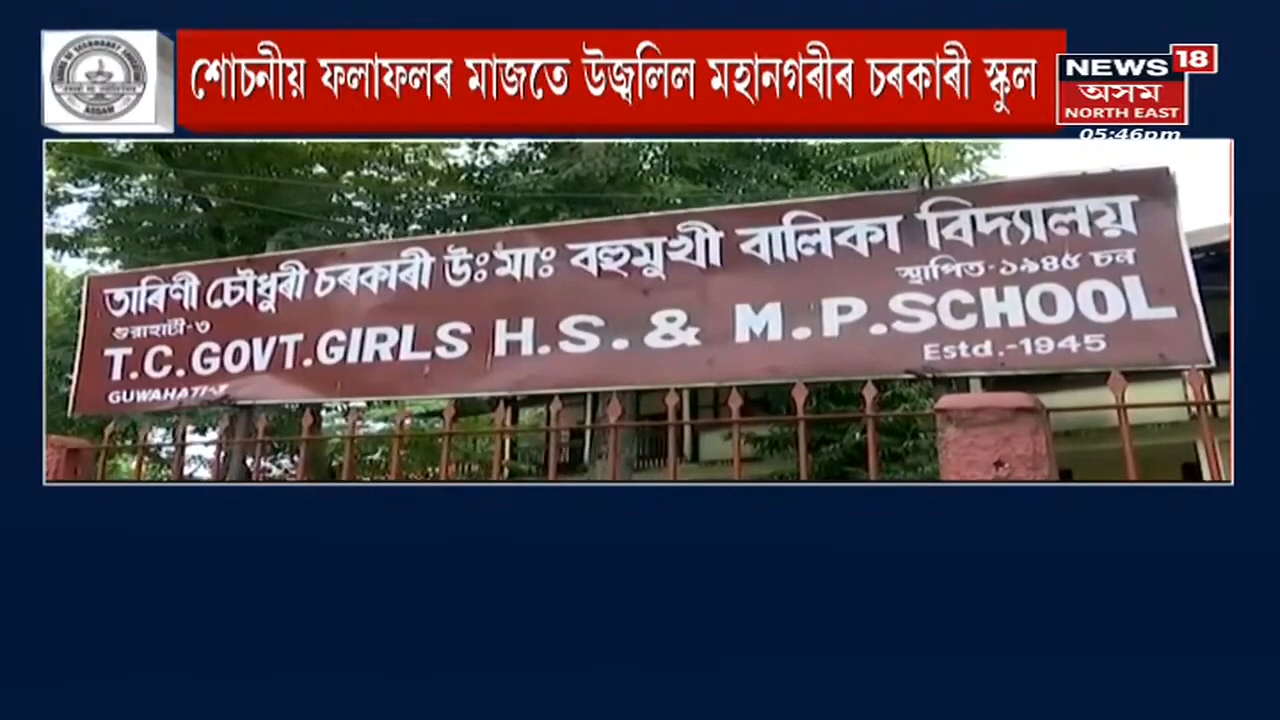 শোচনীয় ফলাফলৰ মাজতে উজ্বলিল মহানগৰীৰ চৰকাৰী স্কুল
NEWS 18
অসম
NORTH EAST
05:46pm
তাৰিণী চৌধুৰী চৰকাৰী উঃমাঃ বহুমুখী বালিকা বিদ্যালয়
গুৱাহাটী-৩
স্থাপিত-১৯৪৫ চন
T.C.GOVT.GIRLS H.S.& M.P.SCHOOL
GUWAHATI-3
Estd.-1945